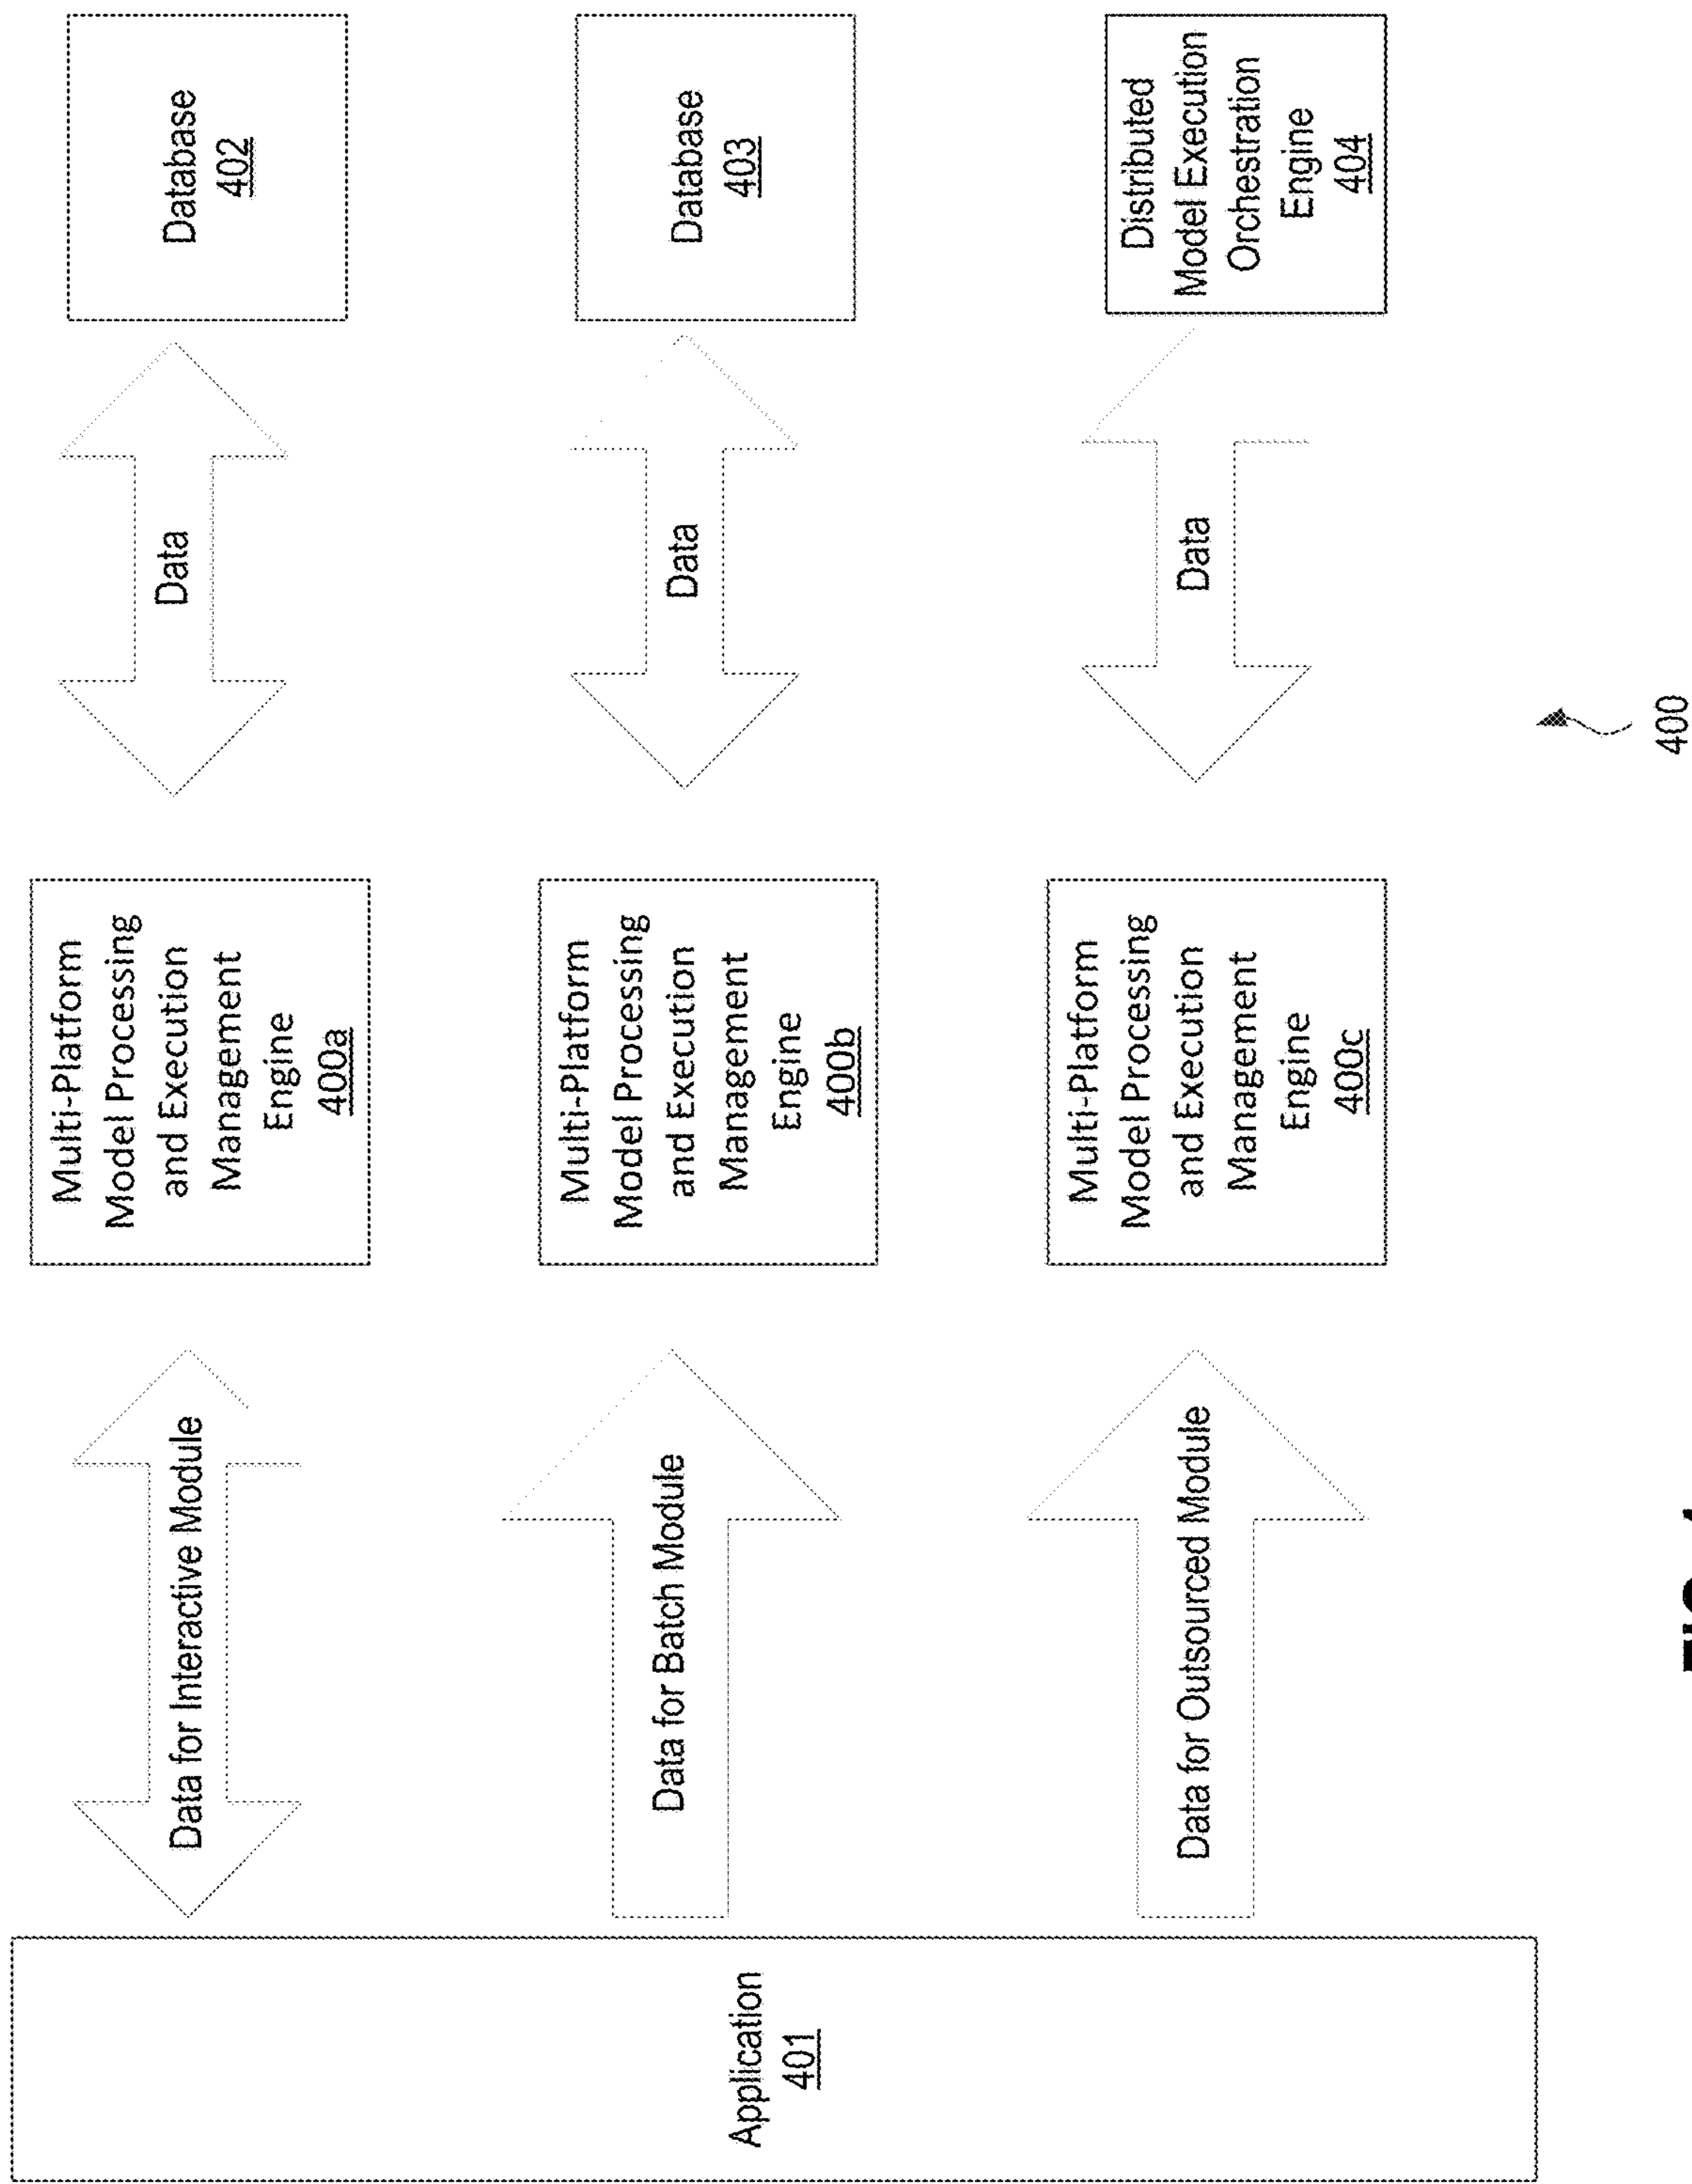 Application
401
Data for Interactive Module
Multi-Platform
Model Processing
and Execution
Management
Engine
400a
Data
Database
402
Data for Batch Module
Multi-Platform
Model Processing
and Execution
Management
Engine
400b
Data
Database
403
Data for Outsourced Module
Multi-Platform
Model Processing
and Execution
Management
Engine
400c
Data
Distributed
Model Execution
Orchestration
Engine
404
400